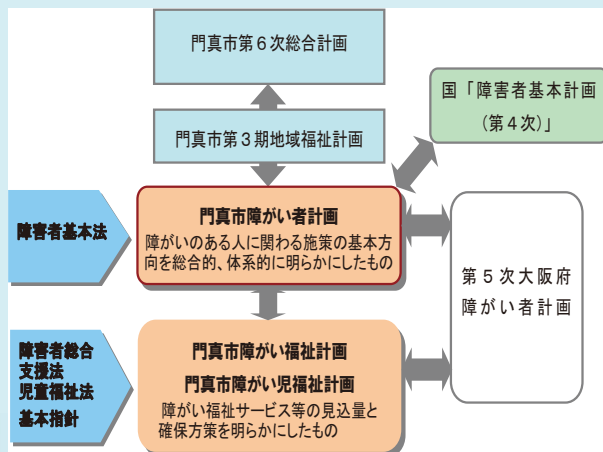 門真市第６次総合計画
国「障害者基本計画
(第４次)」
門真市第３期地域福祉計画
障害者基本法
門真市障がい者計画
障がいのある人に関わる施策の基本方
向を総合的、体系的に明らかにしたもの
第５次大阪府
障がい者計画
障害者総合
支援法
児童福祉法
基本指針
門真市障がい福祉計画
門真市障がい児福祉計画
障がい福祉サービス等の見込量と
確保方策を明らかにしたもの